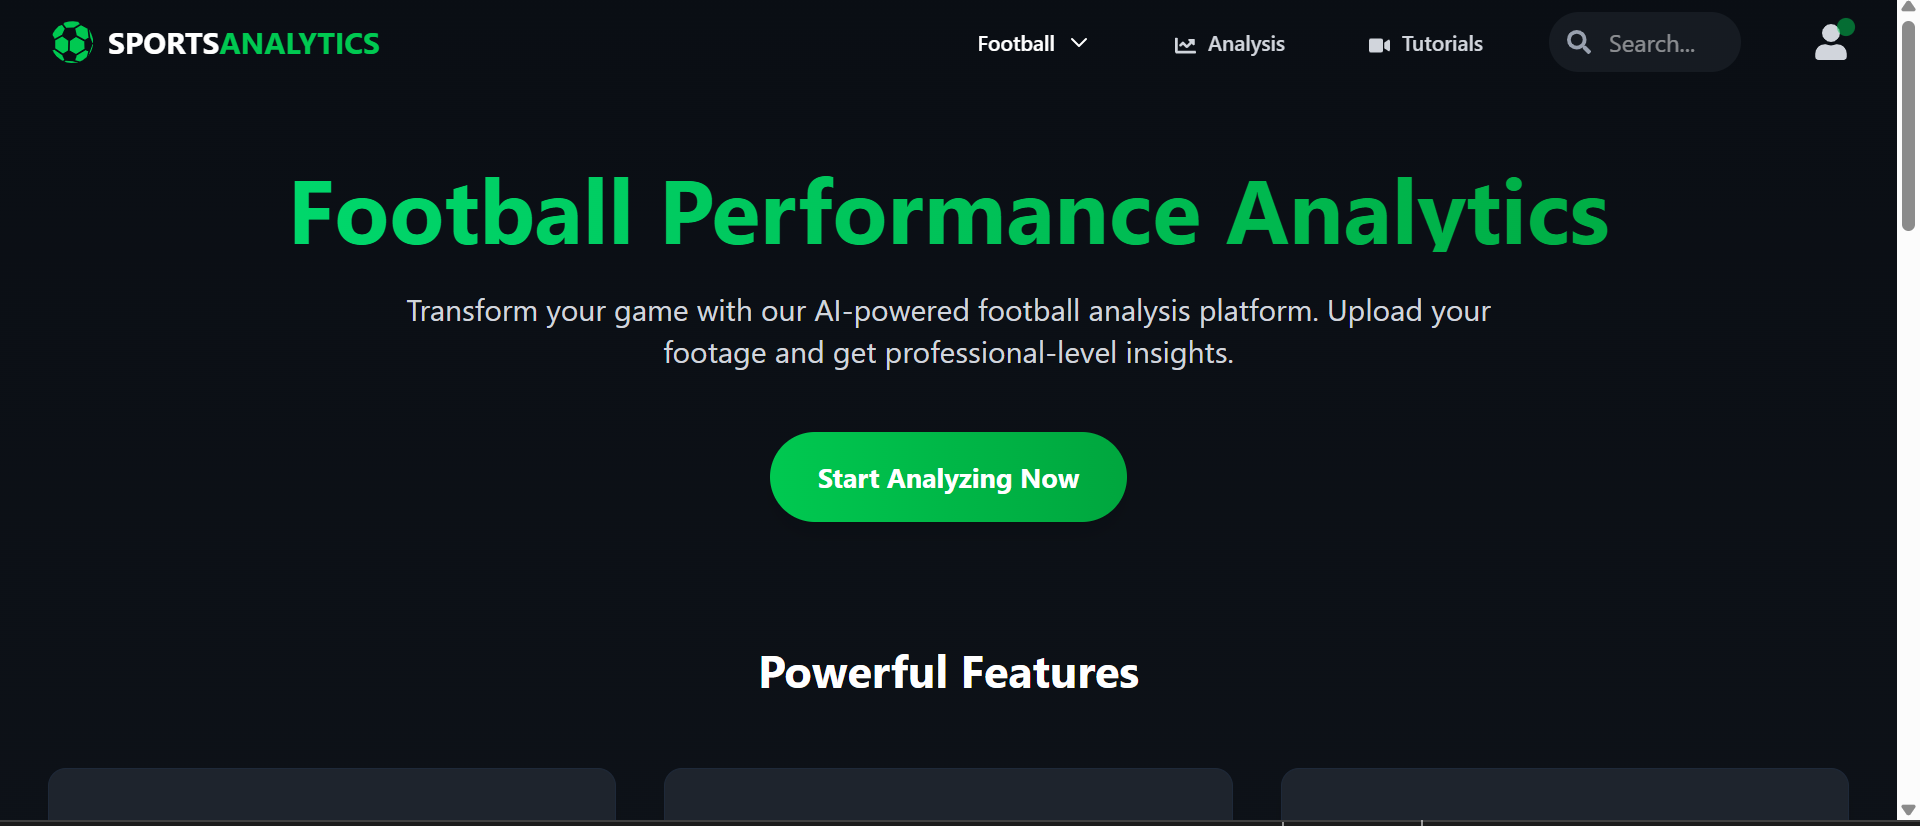 SPORTSANALYTICS
Football
Analysis
Tutorials
Search...
Football Performance Analytics
Transform your game with our AI-powered football analysis platform. Upload your
footage and get professional-level insights.
Start Analyzing Now
Powerful Features